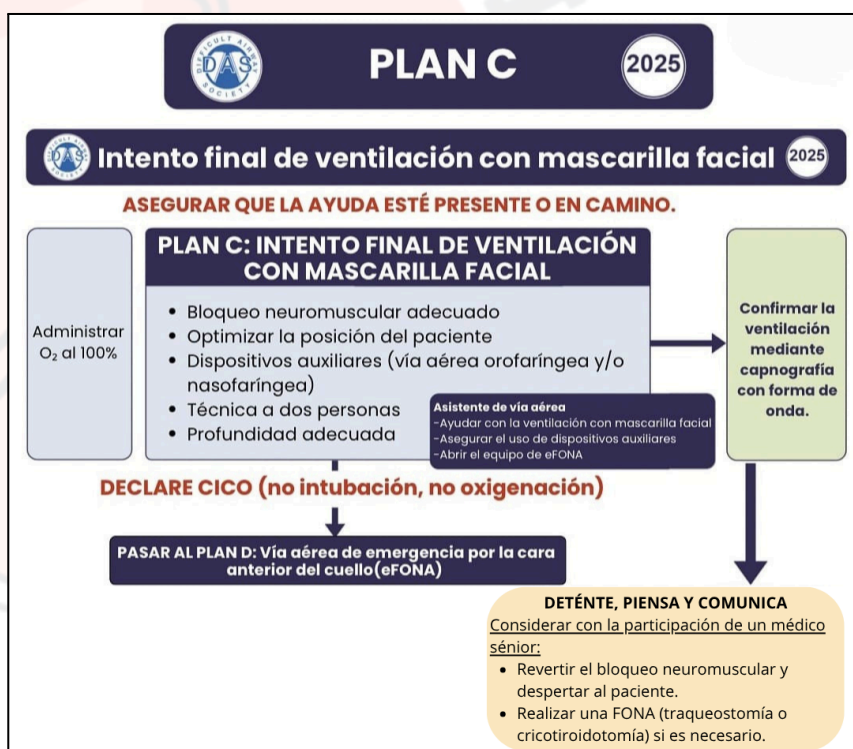 DIFFICULT AIRWAY
DAS
SOCIETY
PLAN C
2025
DAS
Intento final de ventilación con mascarilla facial
2025
ASEGURAR QUE LA AYUDA ESTÉ PRESENTE O EN CAMINO.
Administrar
O₂ al 100%
PLAN C: INTENTO FINAL DE VENTILACIÓN
CON MASCARILLA FACIAL
• Bloqueo neuromuscular adecuado
• Optimizar la posición del paciente
• Dispositivos auxiliares (vía aérea orofaríngea y/o
nasofaríngea)
• Técnica a dos personas
• Profundidad adecuada
Asistente de vía aérea
-Ayudar con la ventilación con mascarilla facial
-Asegurar el uso de dispositivos auxiliares
-Abrir el equipo de eFONA
Confirmar la
ventilación
mediante
capnografía
con forma de
onda.
DECLARE CICO (no intubación, no oxigenación)
PASAR AL PLAN D: Vía aérea de emergencia por la cara
anterior del cuello(eFONA)
DETÉNTE, PIENSA Y COMUNICA
Considerar con la participación de un médico
sénior:
• Revertir el bloqueo neuromuscular y
despertar al paciente.
• Realizar una FONA (traqueostomía o
cricotiroidotomía) si es necesario.